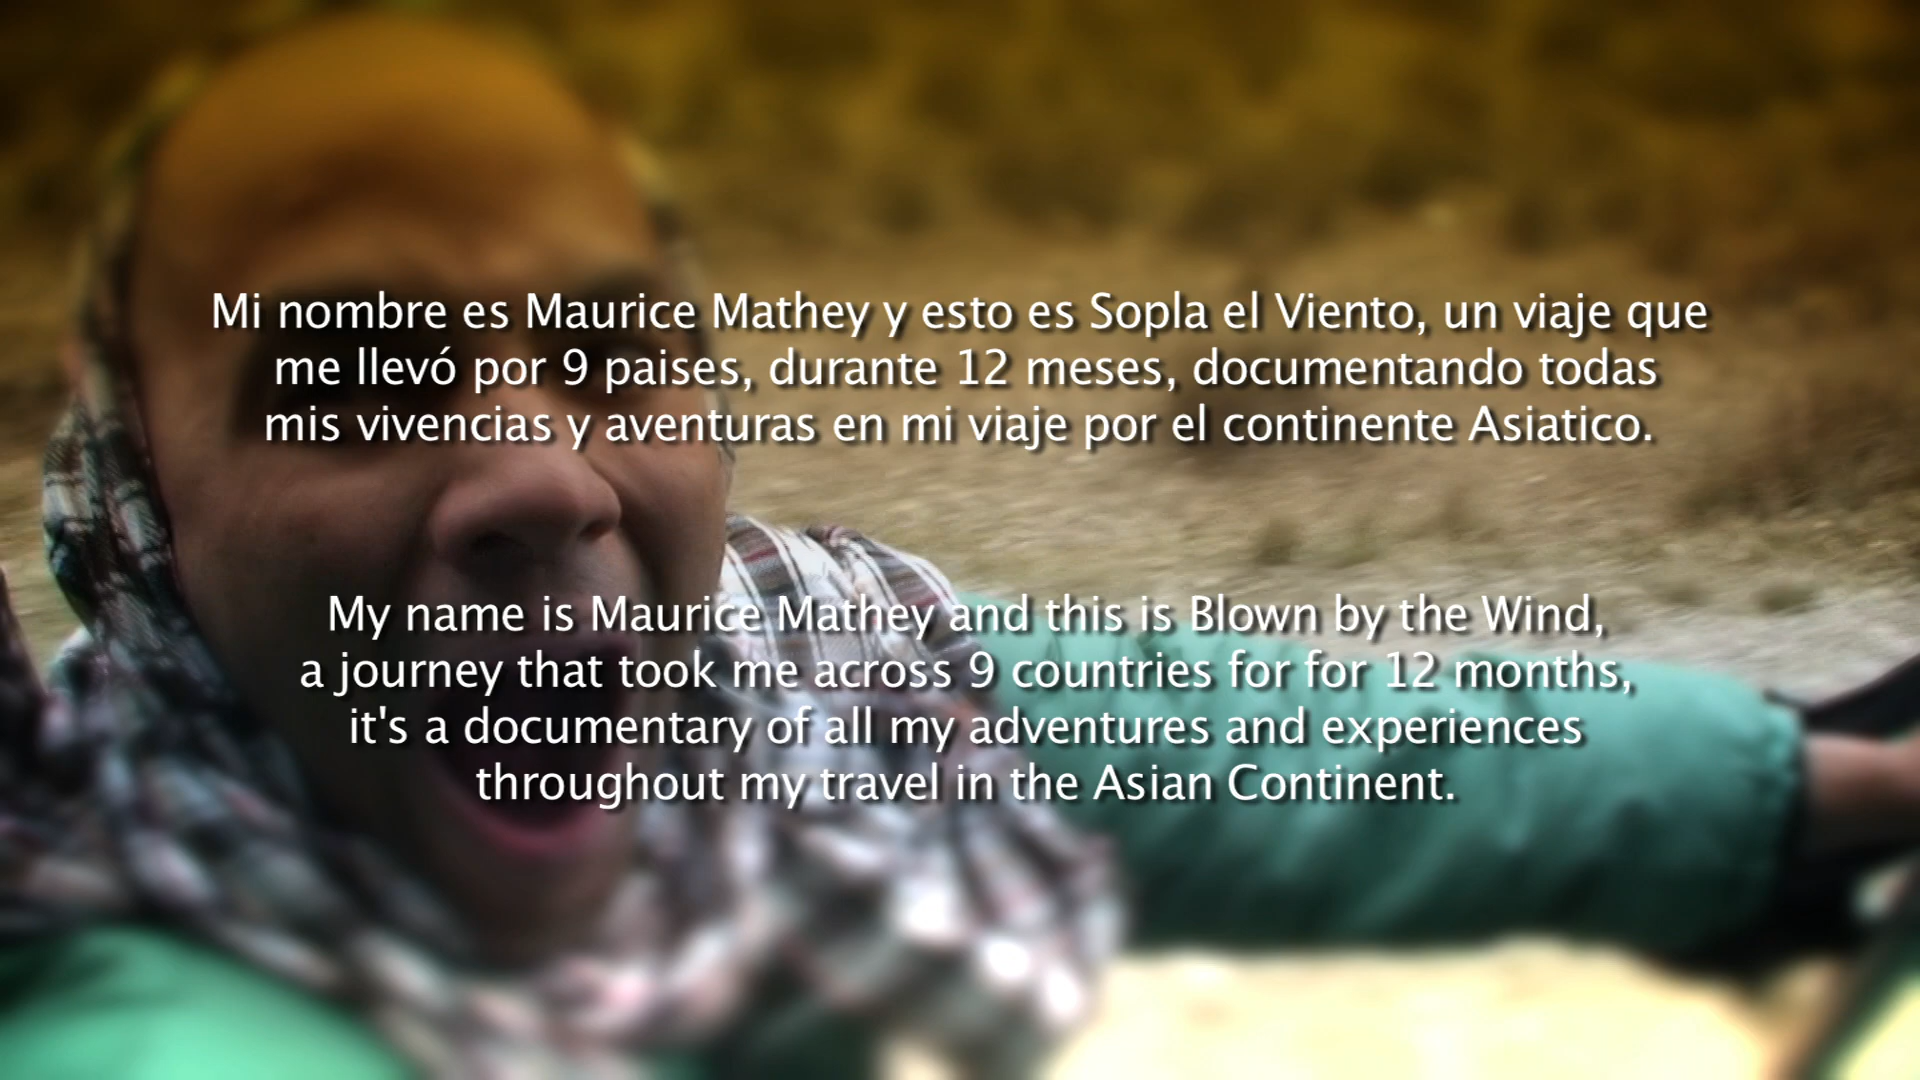 Mi nombre es Maurice Mathey y esto es Sopla el Viento, un viaje que
me llevó por 9 paises, durante 12 meses, documentando todas
mis vivencias y aventuras en mi viaje por el continente Asiatico.
My name is Maurice Mathey and this is Blown by the Wind,
a journey that took me across 9 countries for for 12 months,
it's a documentary of all my adventures and experiences
throughout my travel in the Asian Continent.